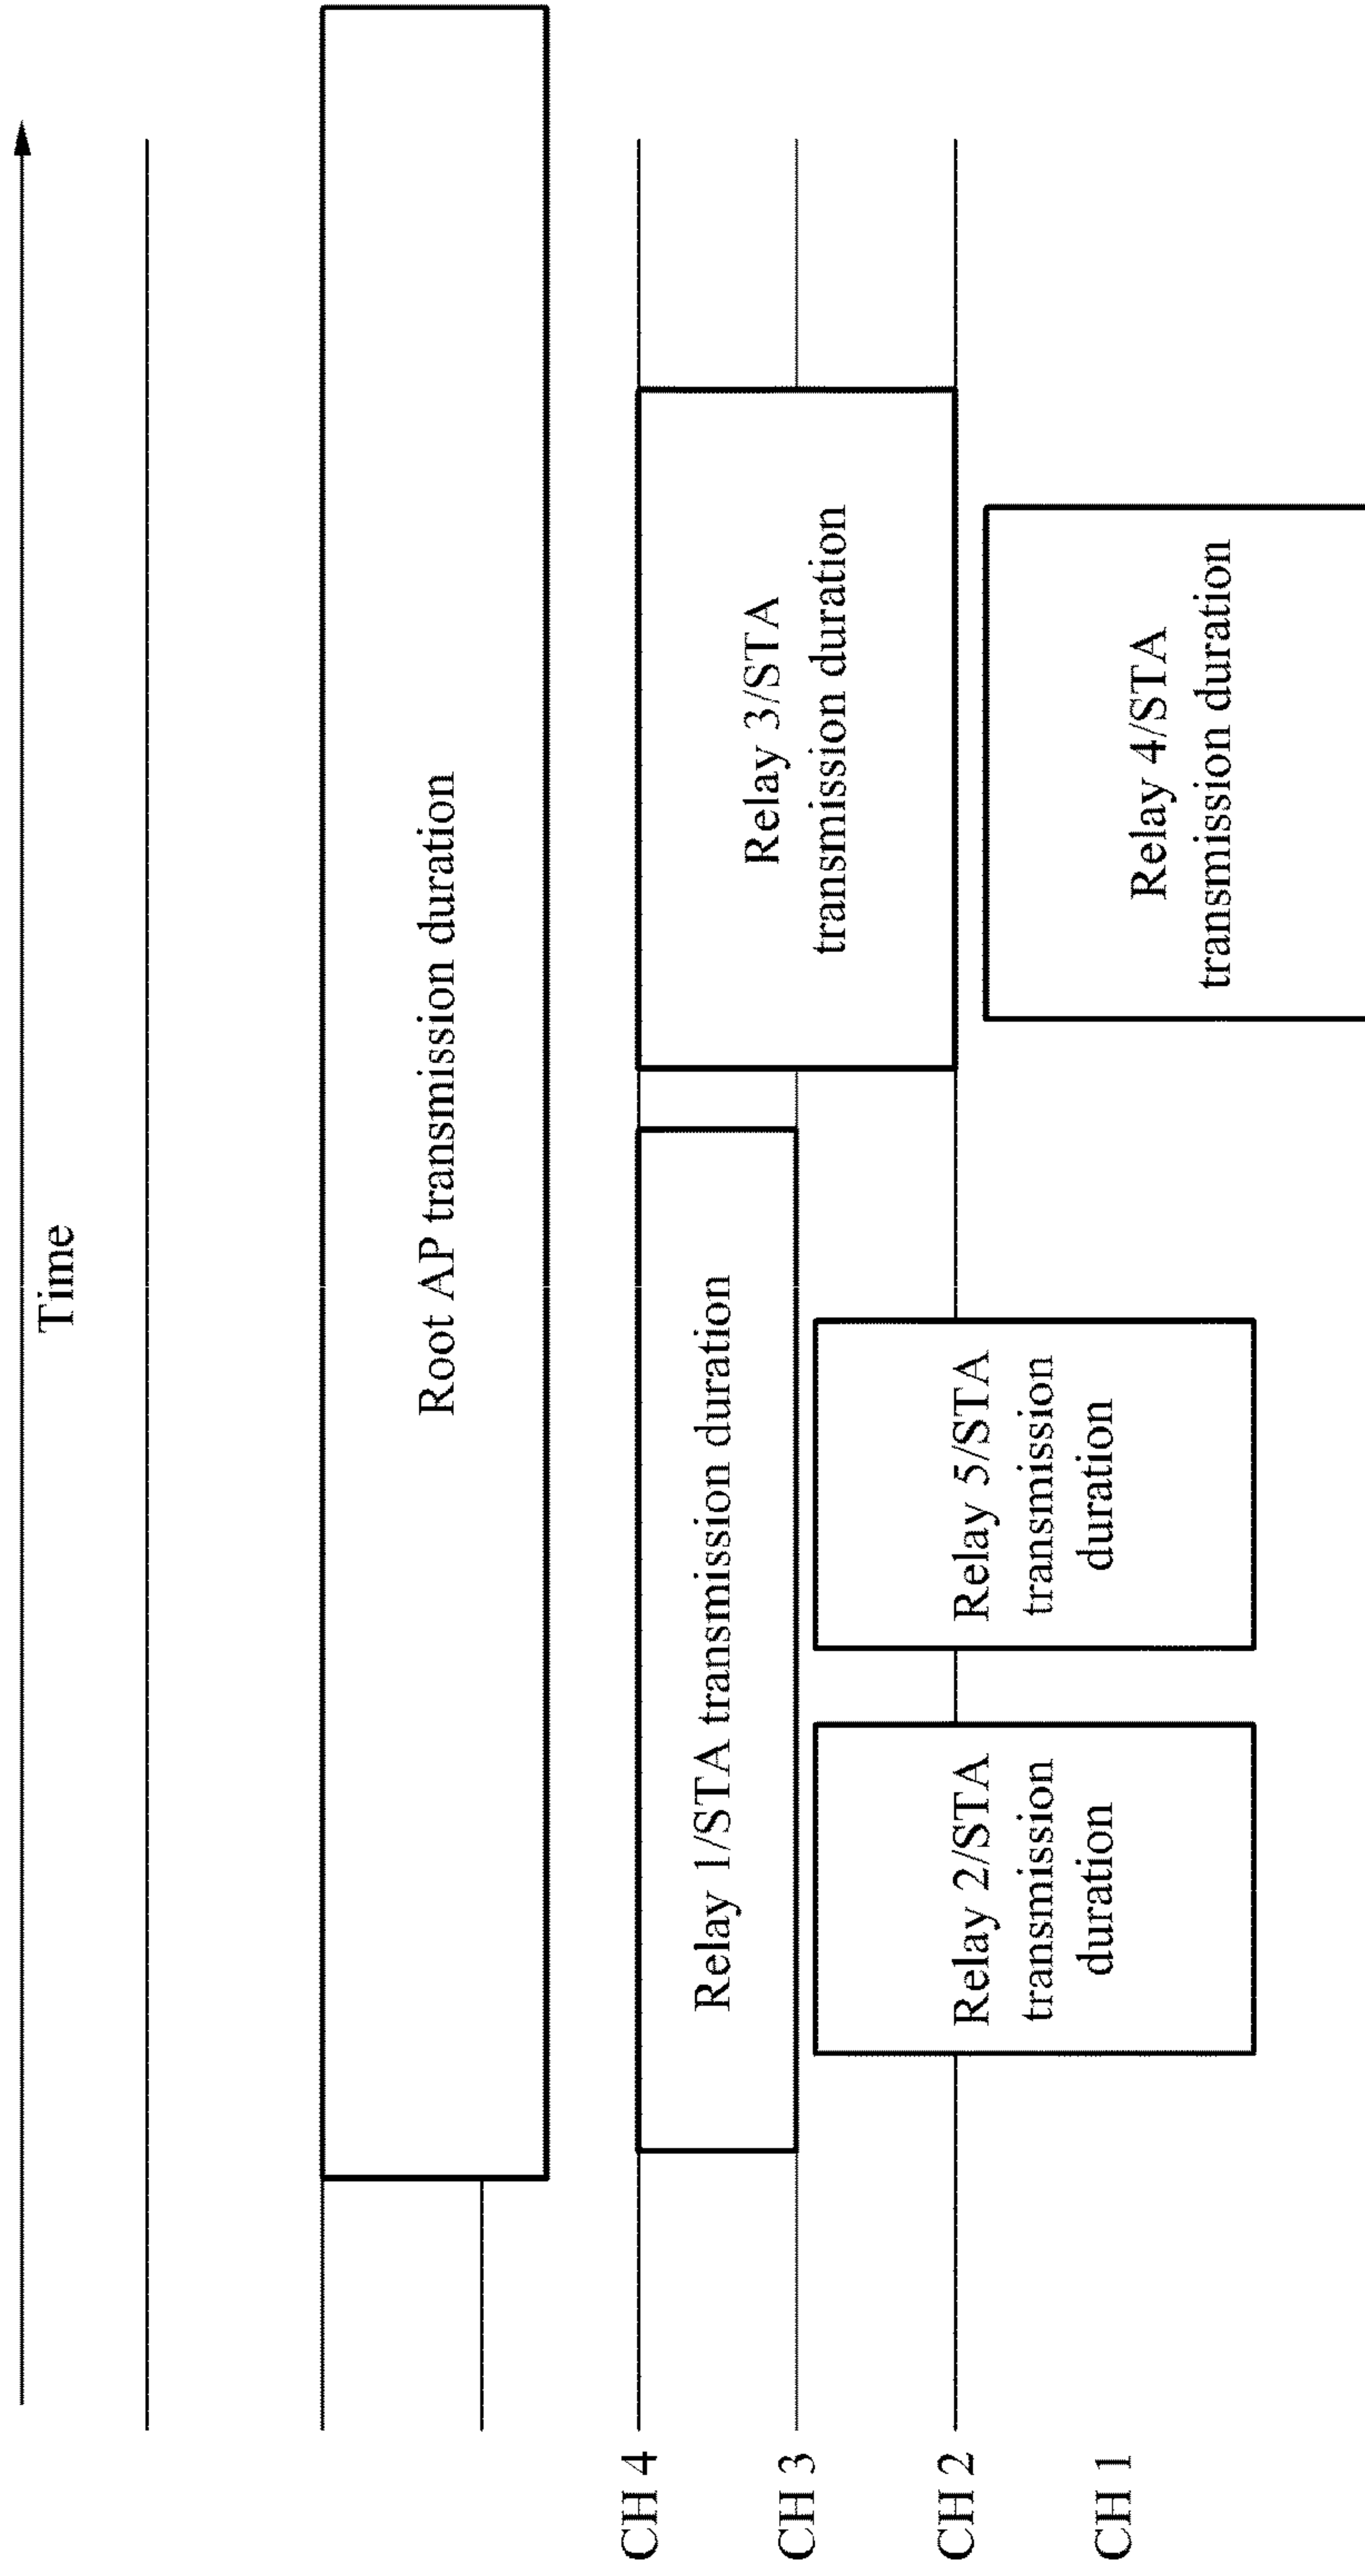 Time
Root AP transmission duration
CH 4
Relay 1/STA transmission duration
Relay 3/STA
transmission duration
CH 3
CH 2
Relay 2/STA
transmission
duration
Relay 5/STA
transmission
duration
Relay 4/STA
transmission duration
CH 1